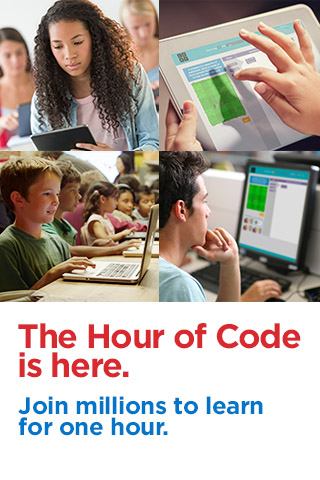 The Hour of Code
is here.
Join millions to learn
for one hour.